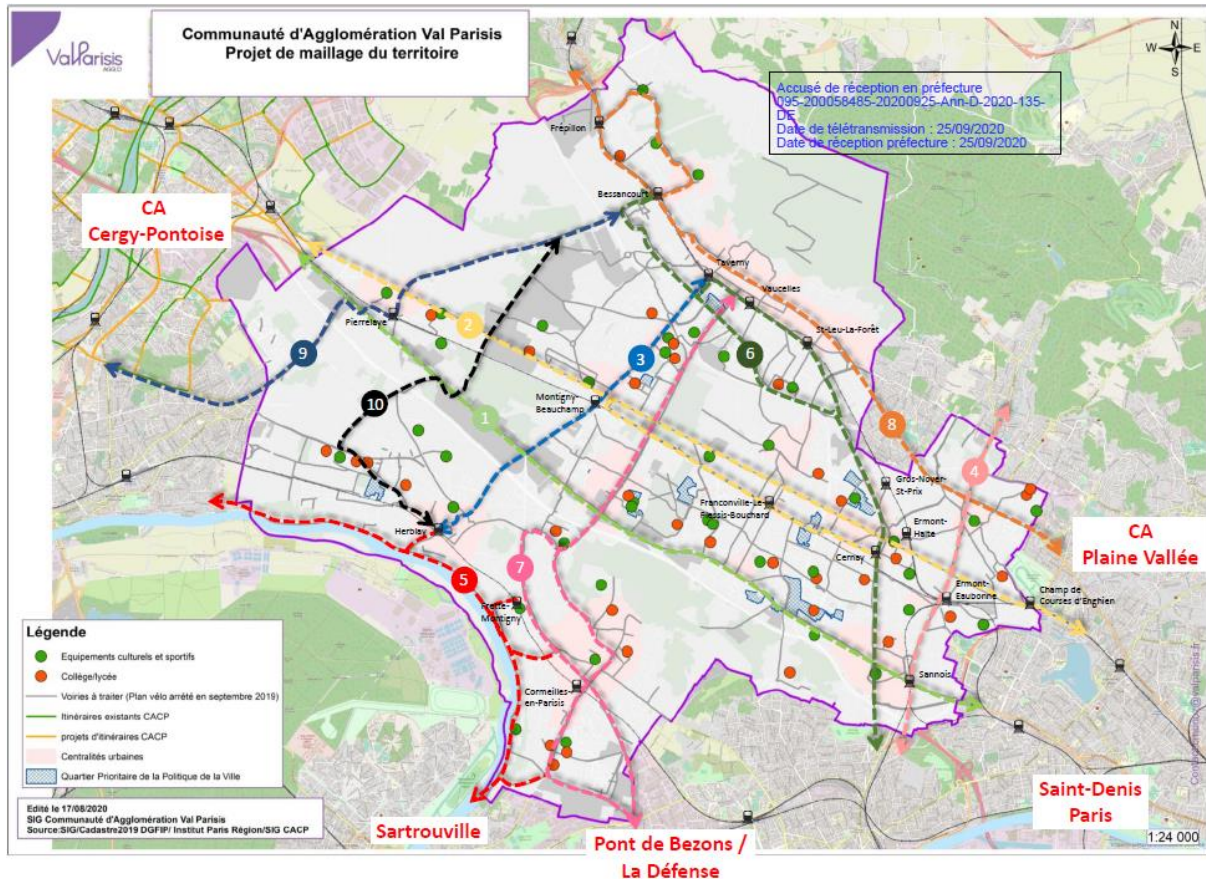 ValParisis
AGGLO
Communauté d'Agglomération Val Parisis
Projet de maillage du territoire
N
W
E
S
Accusé de réception en préfecture
095-200058485-20200925-Ann-D-2020-135-
DE
Date de télétransmission : 25/09/2020
Date de réception préfecture : 25/09/2020
CA
Cergy-Pontoise
Frépillon
Bessancourt
Taverny
Vaucelles
St-Leu-La-Forêt
Pierrelaye
2
3
6
9
10
1
Montigny-
Beauchamp
8
4
Gros-Noyer-
St-Prix
Franconville-Le-
Plessis-Bouchard
Ermont-
Halte
CA
Plaine Vallée
Herblay
Cernay
7
5
Ermont-
Eaubonne
Champ de
Courses d'Enghien
Frette-
Montigny
Sannois
Cormeilles-
en-Parisis
Légende
Equipements culturels et sportifs
Collège/lycée
Voiries à traiter (Plan vélo arrêté en septembre 2019)
Itinéraires existants CACP
projets d'itinéraires CACP
Centralités urbaines
Quartier Prioritaire de la Politique de la Ville
Edité le 17/08/2020
SIG Communauté d'Agglomération Val Parisis
Source:SIG/Cadastre2019 DGFIP/ Institut Paris Région/SIG CACP
Sartrouville
Pont de Bezons /
La Défense
Saint-Denis
Paris
1:24 000